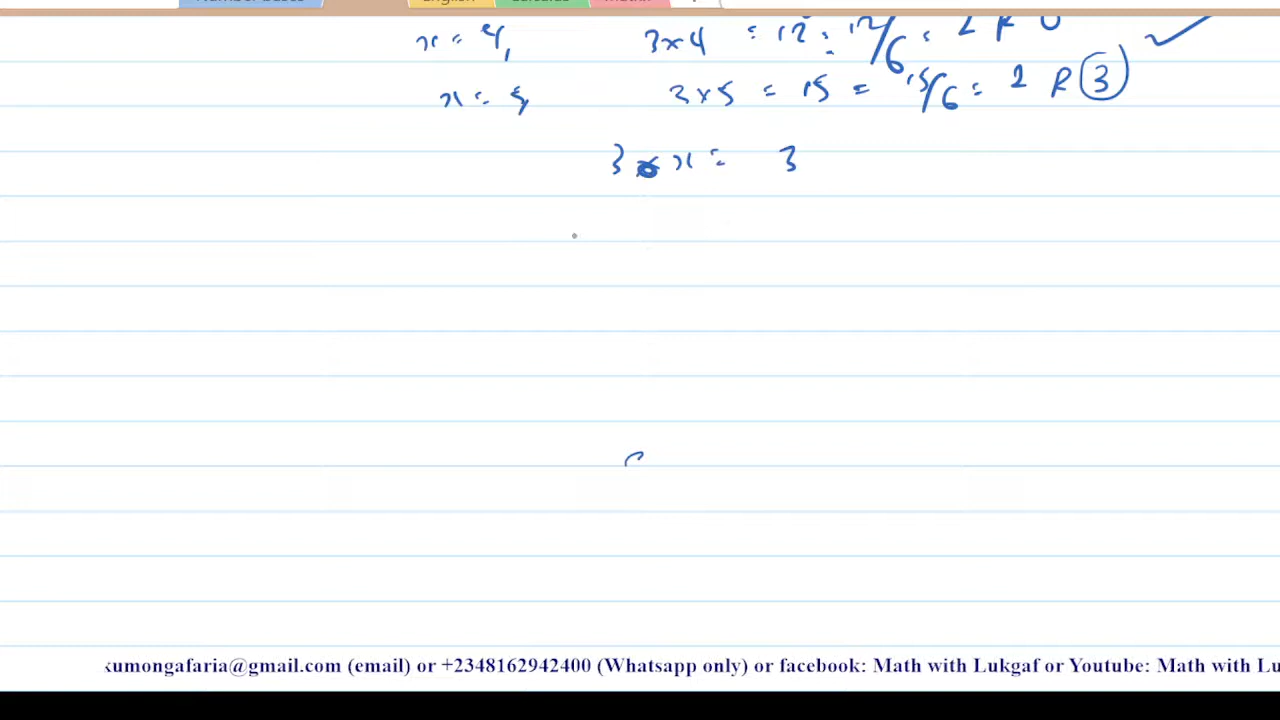 x = 4, 3 x 4 = 12 = 12/6 = 2 R 0
x = 5, 3 x 5 = 15 = 15/6 = 2 R 3
3 x = 3
kumongafaria@gmail.com (email) or +2348162942400 (Whatsapp only) or facebook: Math with Lukgaf or Youtube: Math with Lu